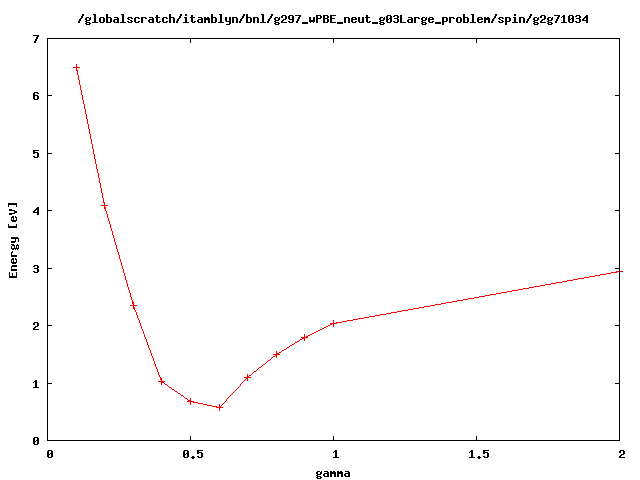 /globalscratch/itamblyn/bnl/g297_wPBE_neut_g03Large_problem/spin/g2g71034
7
6
5
4
3
2
1
0
Energy [eV]
0 0.5 1 1.5 2
gamma